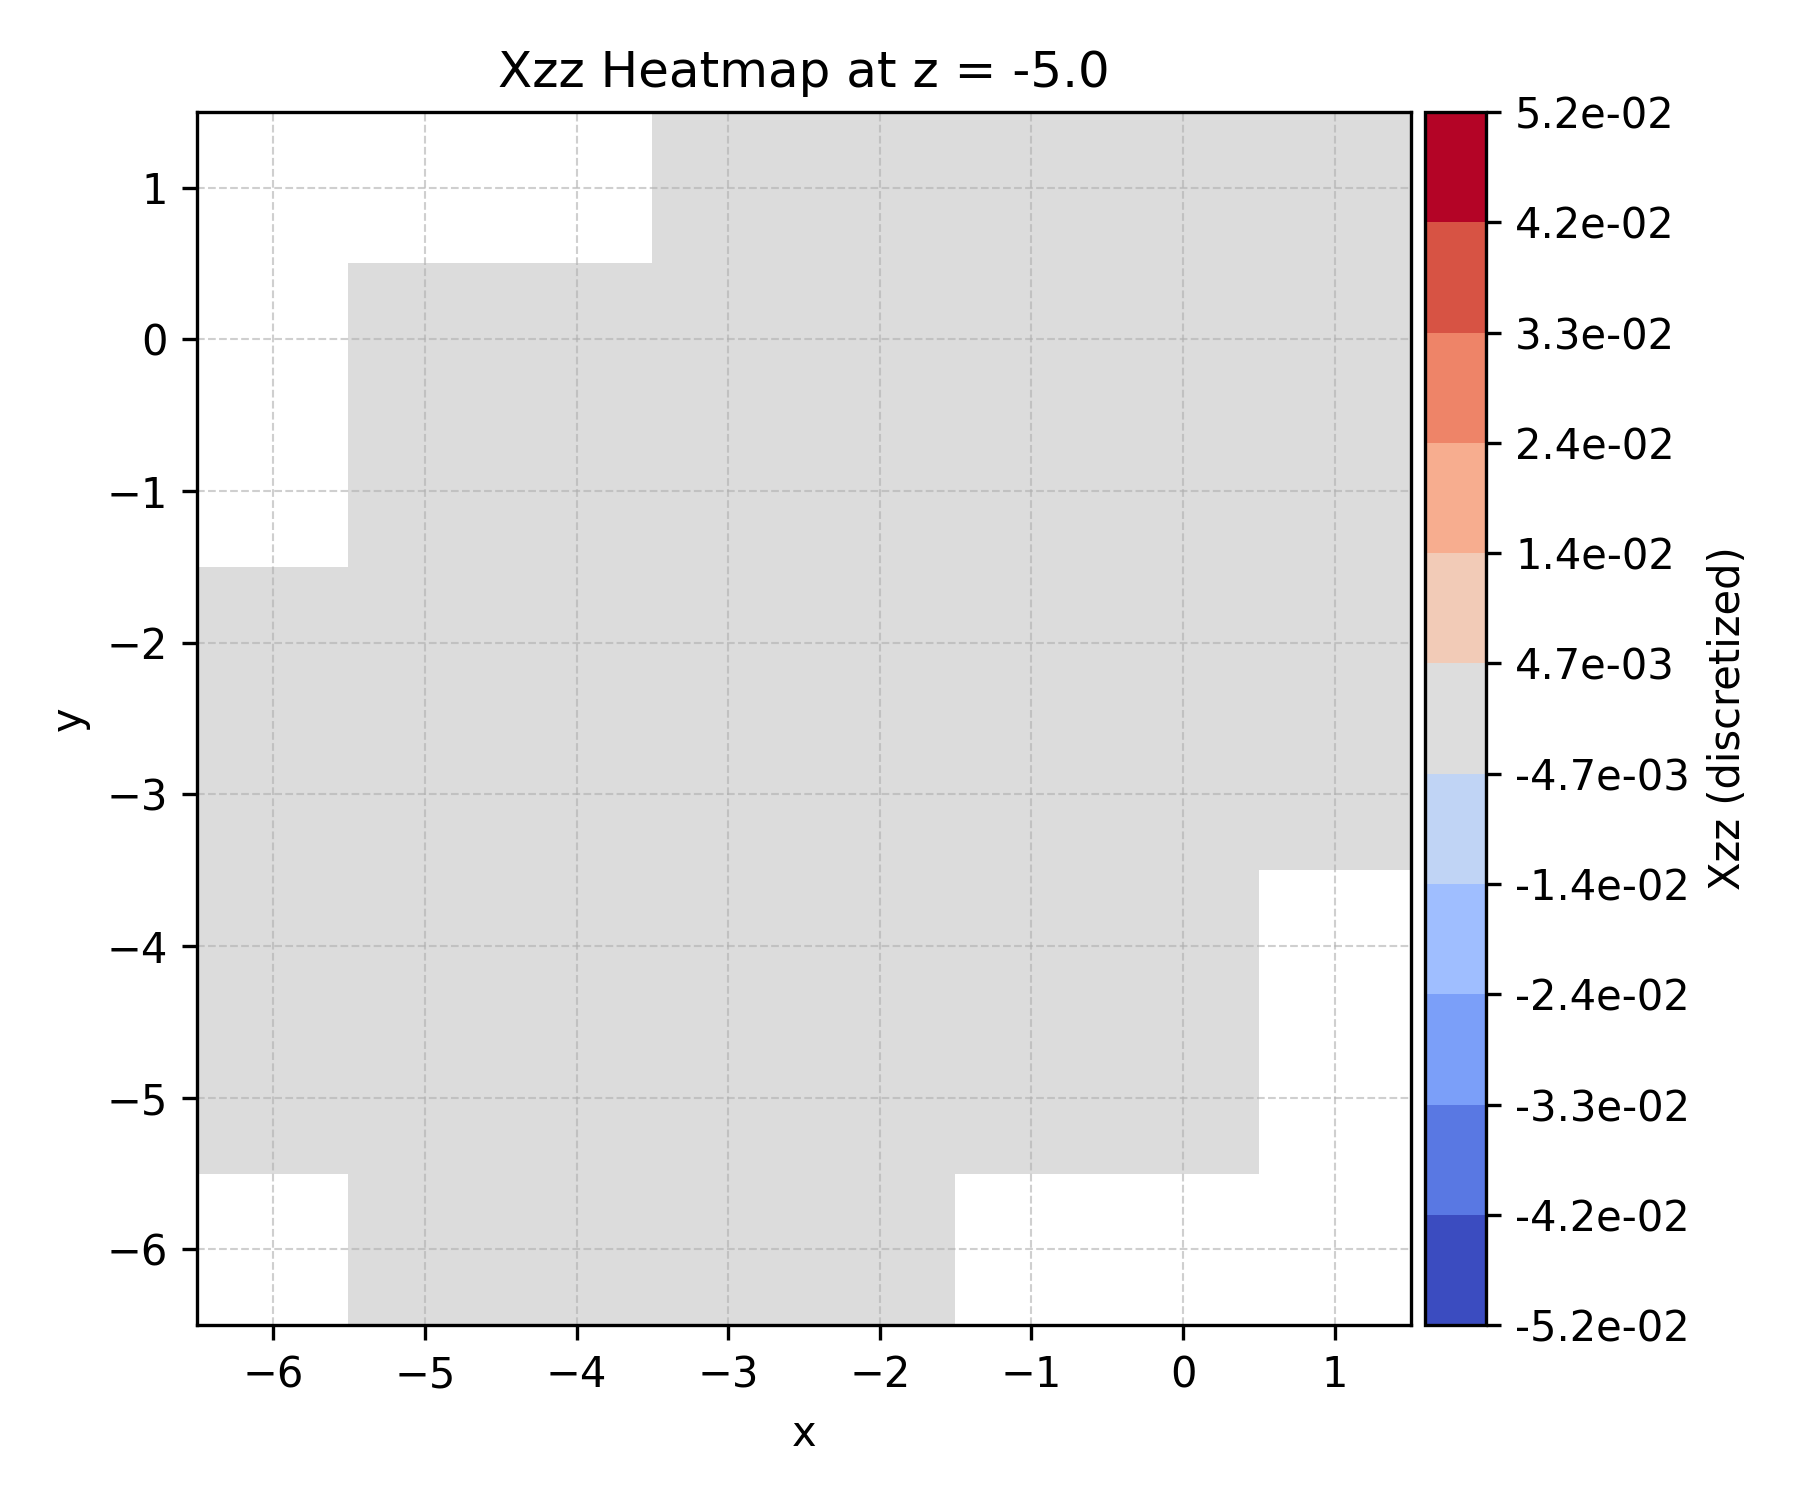 Xzz Heatmap at z = -5.0
1
0
−1
−2
−3
−4
−5
−6
y
−6 −5 −4 −3 −2 −1 0 1
x
5.2e-02
4.2e-02
3.3e-02
2.4e-02
1.4e-02
4.7e-03
-4.7e-03
-1.4e-02
-2.4e-02
-3.3e-02
-4.2e-02
-5.2e-02
Xzz (discretized)